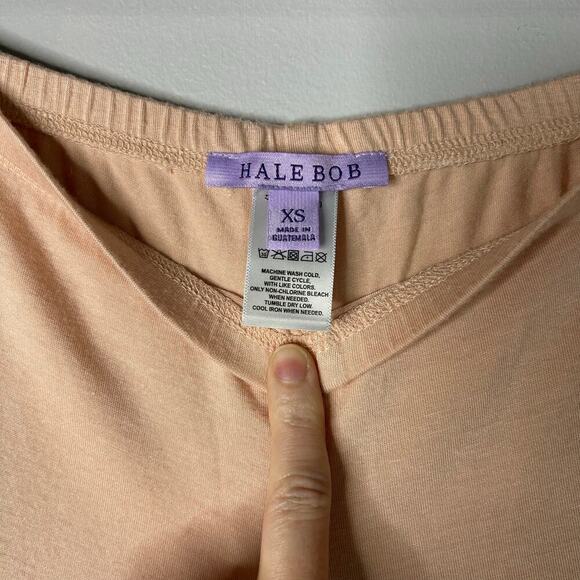 HALE BOB
XS
MADE IN
GUATEMALA
MACHINE WASH COLD,
GENTLE CYCLE,
WITH LIKE COLORS.
ONLY NON-CHLORINE BLEACH
WHEN NEEDED.
TUMBLE DRY LOW.
COOL IRON WHEN NEEDED.